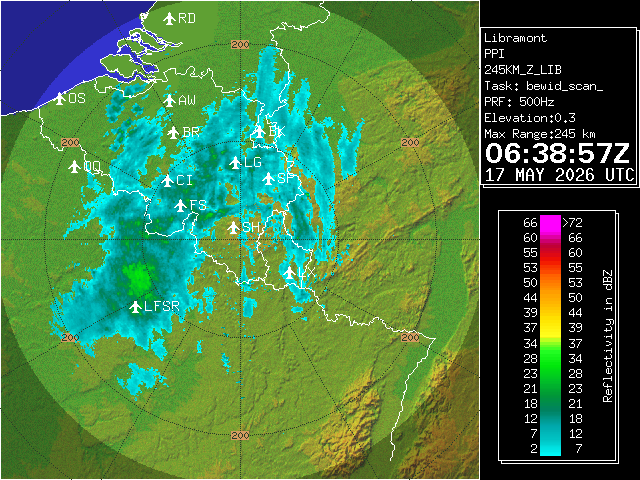 Libramont
PPI
245KM_Z_LIB
Task: bewid_scan_
PRF: 500Hz
Elevation:0.3
Max Range:245 km
06:38:57Z
17 MAY 2026 UTC
RD
200
OS
AW
BR
EK
200
200
QQ
LG
CI
SP
FS
SH
LX
LFSR
200
200
200
66 >72
60 66
55 60
53 55
50 53
44 50
39 44
37 39
34 37
28 34
23 28
21 23
18 21
12 18
7 12
2 7
Reflectivity in dBZ